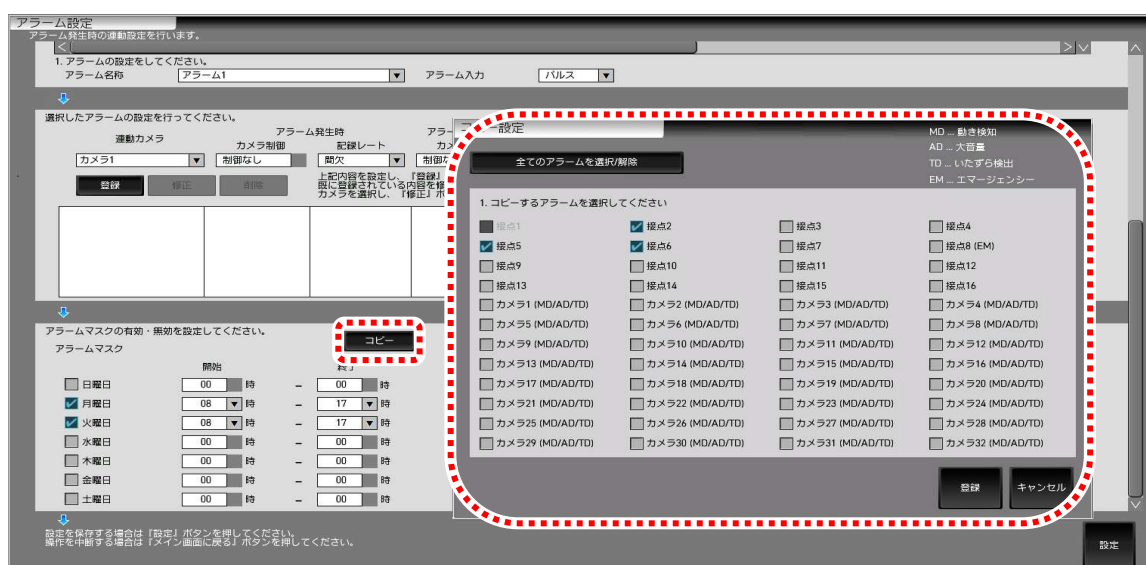 アラーム設定
アラーム発生時の連動設定を行います。
1. アラームの設定をしてください。
アラーム名称 アラーム1 アラーム入力 パルス
選択したアラームの設定を行ってください。
アラーム発生時
連動カメラ カメラ制御 記録レート
カメラ1 制御なし 間欠
登録 修正 削除
上記内容を設定し、『登録』
既に登録されている内容を修
カメラを選択し、『修正』ボ
アラームマスクの有効・無効を設定してください。
アラームマスク コピー
開始 終了
日曜日 00 時 – 00 時
月曜日 08 時 – 17 時
火曜日 08 時 – 17 時
水曜日 00 時 – 00 時
木曜日 00 時 – 00 時
金曜日 00 時 – 00 時
土曜日 00 時 – 00 時
設定を保存する場合は『設定』ボタンを押してください。
操作を中断する場合は『メイン画面に戻る』ボタンを押してください。
設定
アラーム設定
MD ... 動き検知
AD ... 大音量
TD ... いたずら検出
EM ... エマージェンシー
全てのアラームを選択/解除
1. コピーするアラームを選択してください
接点1 接点2 接点3 接点4
接点5 接点6 接点7 接点8 (EM)
接点9 接点10 接点11 接点12
接点13 接点14 接点15 接点16
カメラ1 (MD/AD/TD) カメラ2 (MD/AD/TD) カメラ3 (MD/AD/TD) カメラ4 (MD/AD/TD)
カメラ5 (MD/AD/TD) カメラ6 (MD/AD/TD) カメラ7 (MD/AD/TD) カメラ8 (MD/AD/TD)
カメラ9 (MD/AD/TD) カメラ10 (MD/AD/TD) カメラ11 (MD/AD/TD) カメラ12 (MD/AD/TD)
カメラ13 (MD/AD/TD) カメラ14 (MD/AD/TD) カメラ15 (MD/AD/TD) カメラ16 (MD/AD/TD)
カメラ17 (MD/AD/TD) カメラ18 (MD/AD/TD) カメラ19 (MD/AD/TD) カメラ20 (MD/AD/TD)
カメラ21 (MD/AD/TD) カメラ22 (MD/AD/TD) カメラ23 (MD/AD/TD) カメラ24 (MD/AD/TD)
カメラ25 (MD/AD/TD) カメラ26 (MD/AD/TD) カメラ27 (MD/AD/TD) カメラ28 (MD/AD/TD)
カメラ29 (MD/AD/TD) カメラ30 (MD/AD/TD) カメラ31 (MD/AD/TD) カメラ32 (MD/AD/TD)
登録 キャンセル